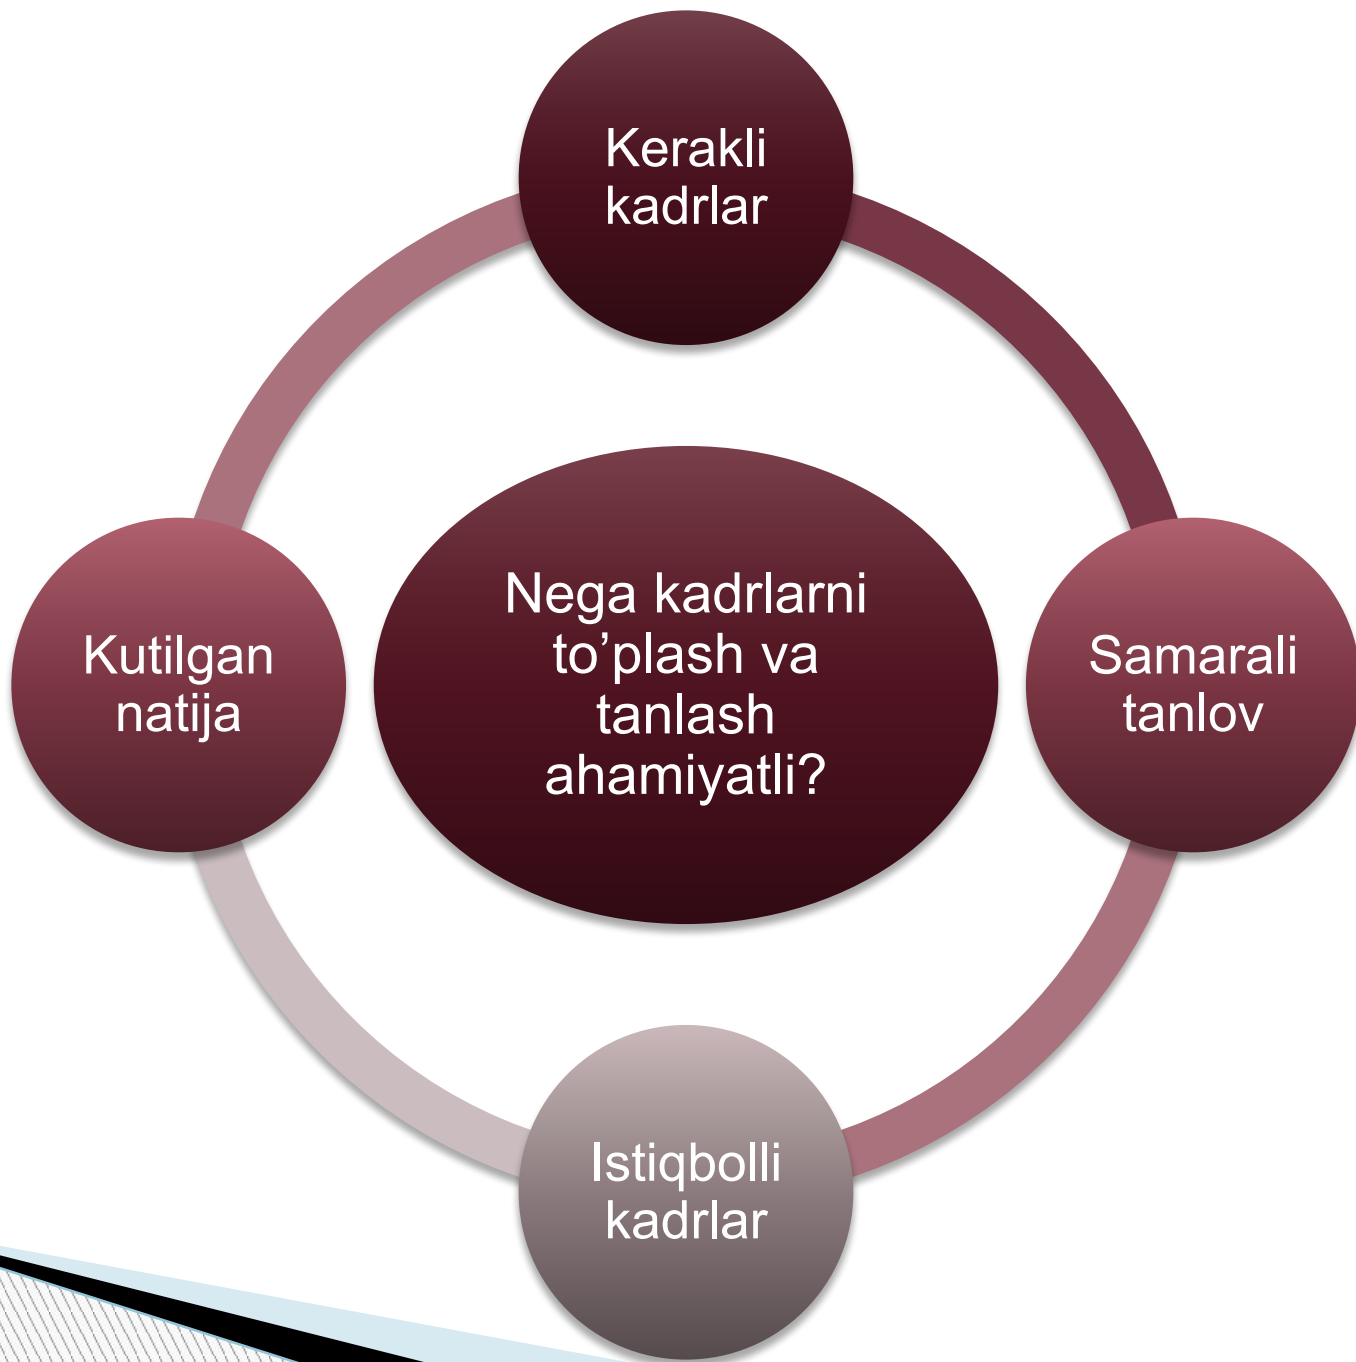 Kerakli
kadrlar
Nega kadrlarni
to’plash va
tanlash
ahamiyatli?
Kutilgan
natija
Samarali
tanlov
Istiqbolli
kadrlar